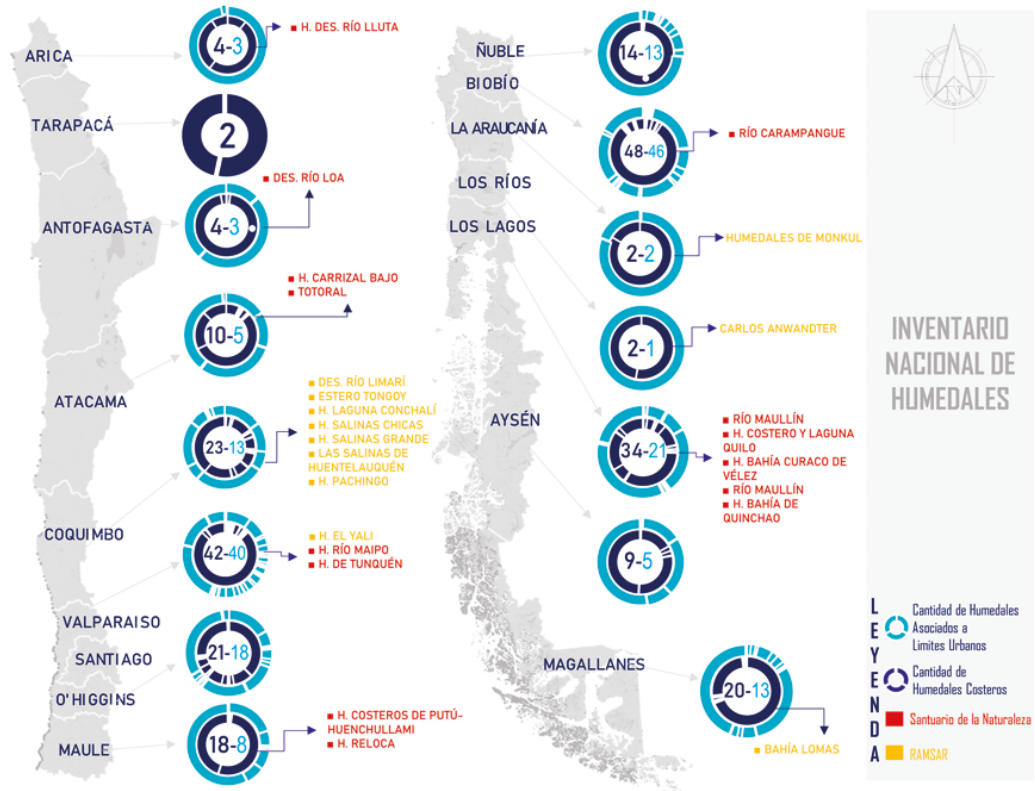 ARICA
4-3
H. DES. RÍO LLUTA
TARAPACÁ
2
ANTOFAGASTA
4-3
DES. RÍO LOA
ATACAMA
10-5
H. CARRIZAL BAJO
TOTORAL
COQUIMBO
23-13
DES. RÍO LIMARÍ
ESTERO TONGOY
H. LAGUNA CONCHALÍ
H. SALINAS CHICAS
H. SALINAS GRANDE
LAS SALINAS DE
HUENTELAUQUÉN
H. PACHINGO
VALPARAISO
42-40
H. EL YALI
H. RÍO MAIPO
H. DE TUNQUÉN
SANTIAGO
O'HIGGINS
21-18
MAULE
18-8
H. COSTEROS DE PUTÚ-
HUENCHULLAMI
H. RELOCA
ÑUBLE
14-13
BIOBÍO
48-46
RÍO CARAMPANGUE
LA ARAUCANÍA
2-2
HUMEDALES DE MONKUL
LOS RÍOS
2-1
CARLOS ANWANDTER
LOS LAGOS
34-21
RÍO MAULLÍN
H. COSTERO Y LAGUNA
QUILO
H. BAHÍA CURACO DE
VÉLEZ
RÍO MAULLÍN
H. BAHÍA DE
QUINCHAO
AYSÉN
9-5
MAGALLANES
20-13
BAHÍA LOMAS
N
INVENTARIO
NACIONAL DE
HUMEDALES
LEYENDA
Cantidad de Humedales
Asociados a
Limites Urbanos
Cantidad de
Humedales Costeros
Santuario de la Naturaleza
RAMSAR